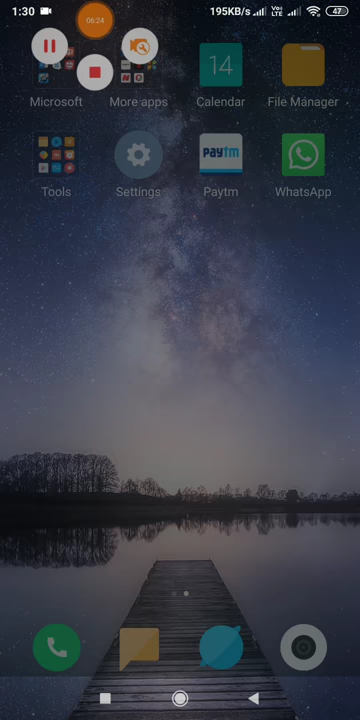 1:30 195KB/s Vo) LTE 47
06:24
Microsoft More apps Calendar File Manager
14
Tools Settings Paytm WhatsApp
paytm